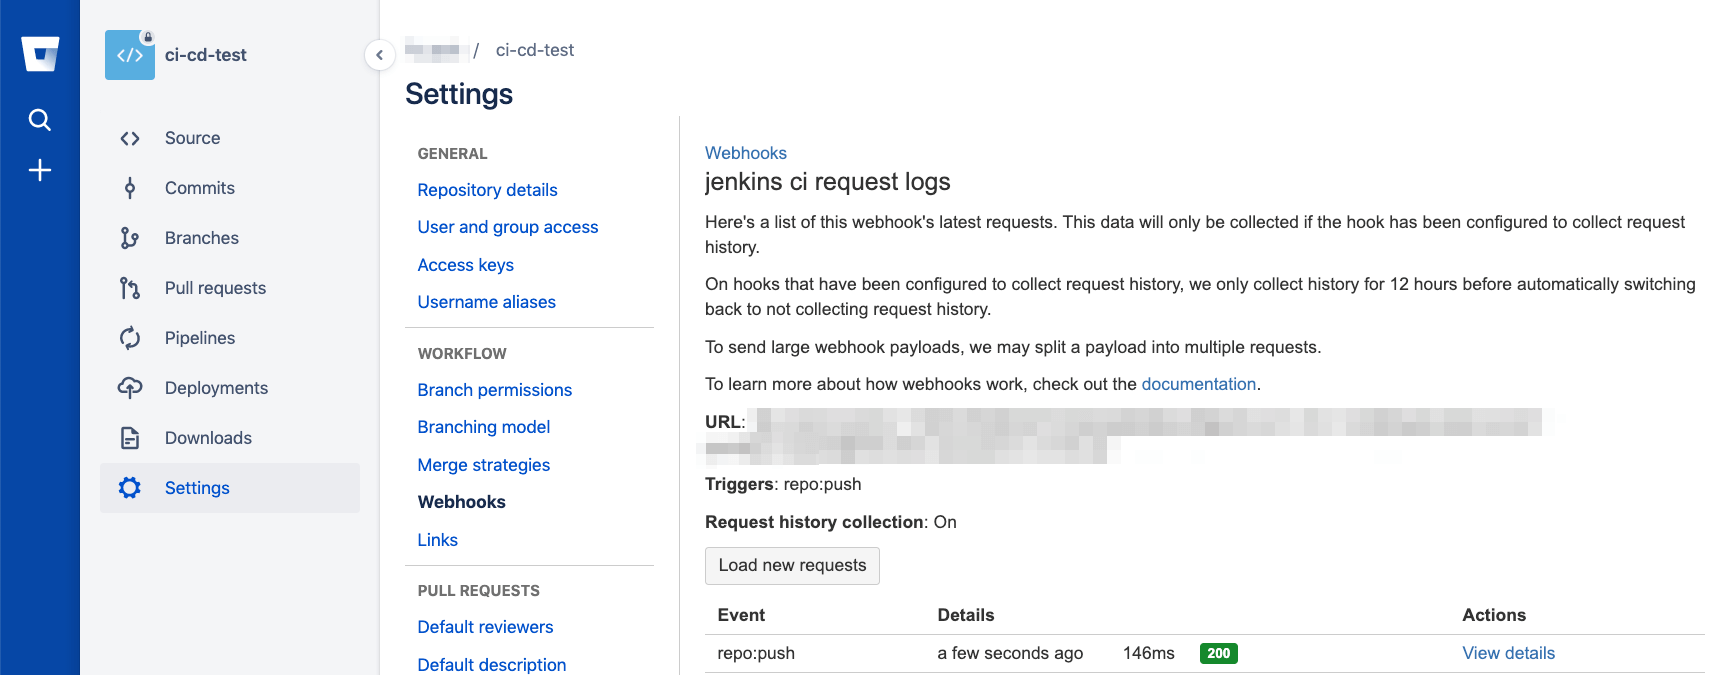 ci-cd-test
Source
Commits
Branches
Pull requests
Pipelines
Deployments
Downloads
Settings
/ ci-cd-test
Settings
GENERAL
Repository details
User and group access
Access keys
Username aliases
WORKFLOW
Branch permissions
Branching model
Merge strategies
Webhooks
Links
PULL REQUESTS
Default reviewers
Default description
Webhooks
jenkins ci request logs
Here's a list of this webhook's latest requests. This data will only be collected if the hook has been configured to collect request
history.
On hooks that have been configured to collect request history, we only collect history for 12 hours before automatically switching
back to not collecting request history.
To send large webhook payloads, we may split a payload into multiple requests.
To learn more about how webhooks work, check out the documentation.
URL:
Triggers: repo:push
Request history collection: On
Load new requests
Event Details Actions
repo:push a few seconds ago 146ms 200 View details